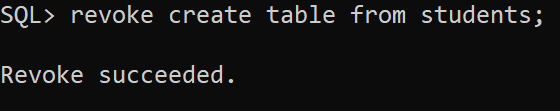 SQL> revoke create table from students;
Revoke succeeded.